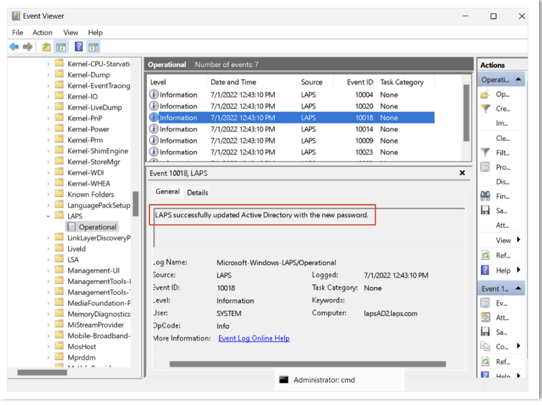 Event Viewer
File Action View Help
Kernel-CPU-Starvatio
Kernel-Dump
Kernel-EventTracing
Kernel-IO
Kernel-LiveDump
Kernel-PnP
Kernel-Power
Kernel-Prm
Kernel-ShimEngine
Kernel-StoreMgr
Kernel-WDI
Kernel-WHEA
Known Folders
LanguagePackSetup
LAPS
Operational
LinkLayerDiscoveryP
LiveId
LSA
Management-UI
ManagementTools-
ManagementTools-
MediaFoundation-F
MemoryDiagnostics
MiStreamProvider
Mobile-Broadband-
MosHost
Mprddm
Operational Number of events: 7
Level Date and Time Source Event ID Task Category
Information 7/1/2022 12:43:10 PM LAPS 10004 None
Information 7/1/2022 12:43:10 PM LAPS 10020 None
Information 7/1/2022 12:43:10 PM LAPS 10018 None
Information 7/1/2022 12:43:10 PM LAPS 10014 None
Information 7/1/2022 12:43:10 PM LAPS 10009 None
Information 7/1/2022 12:43:10 PM LAPS 10023 None
Event 10018, LAPS
General Details
LAPS successfully updated Active Directory with the new password.
Log Name: Microsoft-Windows-LAPS/Operational
Source: LAPS Logged: 7/1/2022 12:43:10 PM
Event ID: 10018 Task Category: None
Level: Information Keywords:
User: SYSTEM Computer: lapsAD2.laps.com
OpCode: Info
More Information: Event Log Online Help
Administrator: cmd
Actions
Operati...
Op...
Cre...
Im...
Cle...
Filt...
Pro...
Dis...
Fin...
Sa...
Att...
View
Ref...
Help
Event 1...
Ev...
Att...
Sa...
Co...
Ref...
Help